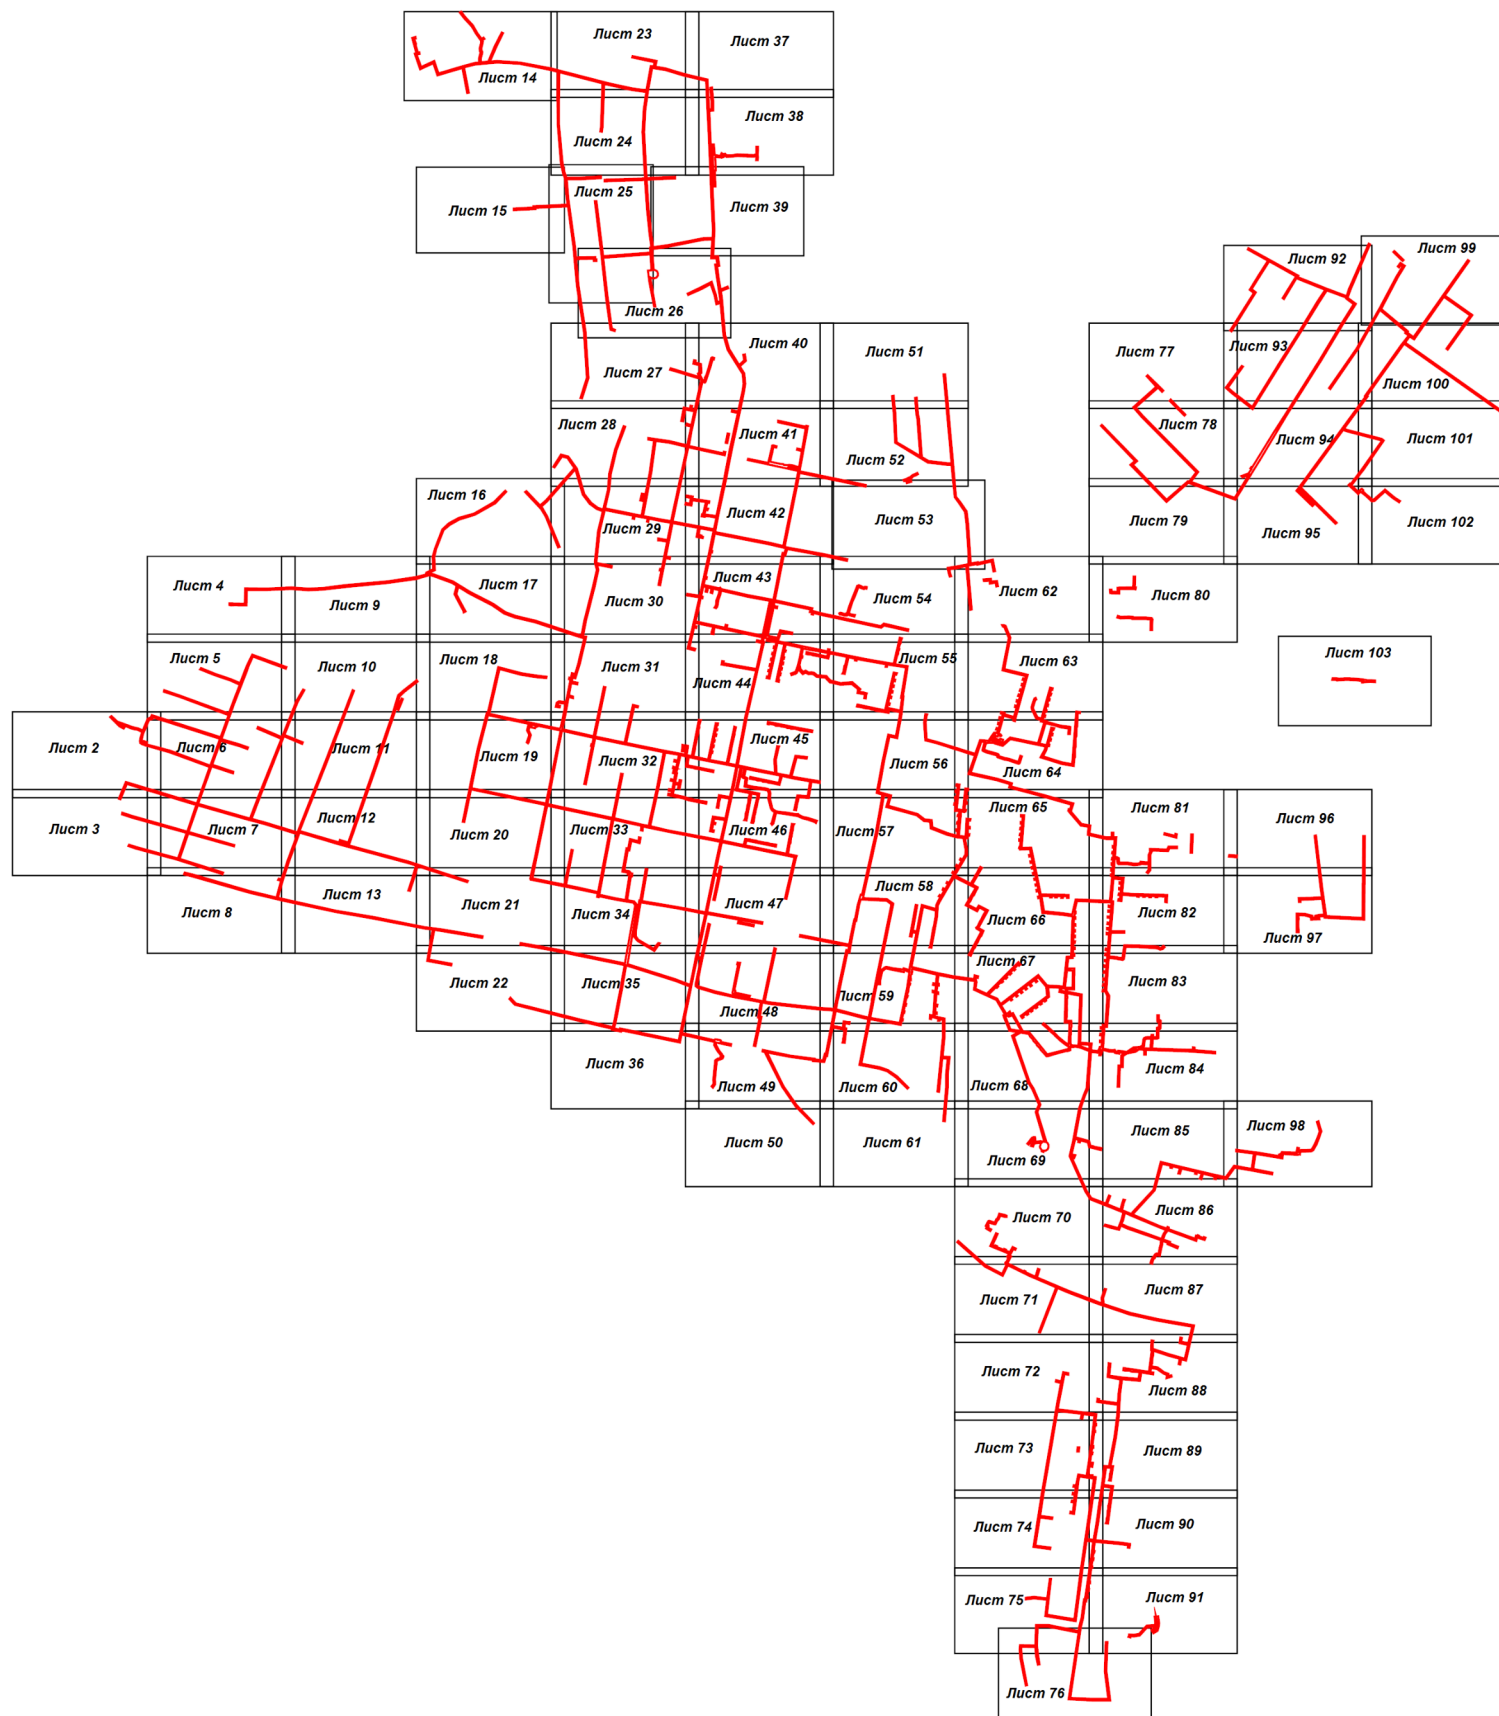 Лист 23
Лист 37
Лист 14
Лист 38
Лист 24
Лист 25
Лист 15
Лист 39
Лист 99
Лист 92
Лист 26
Лист 40
Лист 51
Лист 77
Лист 93
Лист 27
Лист 100
Лист 28
Лист 41
Лист 78
Лист 94
Лист 101
Лист 52
Лист 16
Лист 42
Лист 53
Лист 29
Лист 79
Лист 95
Лист 102
Лист 4
Лист 17
Лист 43
Лист 9
Лист 30
Лист 54
Лист 62
Лист 80
Лист 103
Лист 5
Лист 10
Лист 18
Лист 31
Лист 44
Лист 55
Лист 63
Лист 2
Лист 6
Лист 11
Лист 19
Лист 32
Лист 45
Лист 56
Лист 64
Лист 3
Лист 7
Лист 12
Лист 20
Лист 33
Лист 46
Лист 57
Лист 65
Лист 81
Лист 96
Лист 8
Лист 13
Лист 21
Лист 34
Лист 47
Лист 58
Лист 66
Лист 82
Лист 97
Лист 22
Лист 35
Лист 48
Лист 59
Лист 67
Лист 83
Лист 36
Лист 49
Лист 60
Лист 68
Лист 84
Лист 50
Лист 61
Лист 69
Лист 85
Лист 98
Лист 70
Лист 86
Лист 71
Лист 87
Лист 72
Лист 88
Лист 73
Лист 89
Лист 74
Лист 90
Лист 75
Лист 91
Лист 76